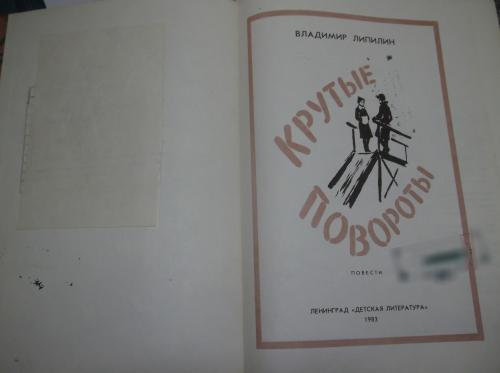 ВЛАДИМИР ЛИПИЛИН
КРУТЫЕ
ПОВОРОТЫ
ПОВЕСТИ
ЛЕНИНГРАД «ДЕТСКАЯ ЛИТЕРАТУРА»
1983